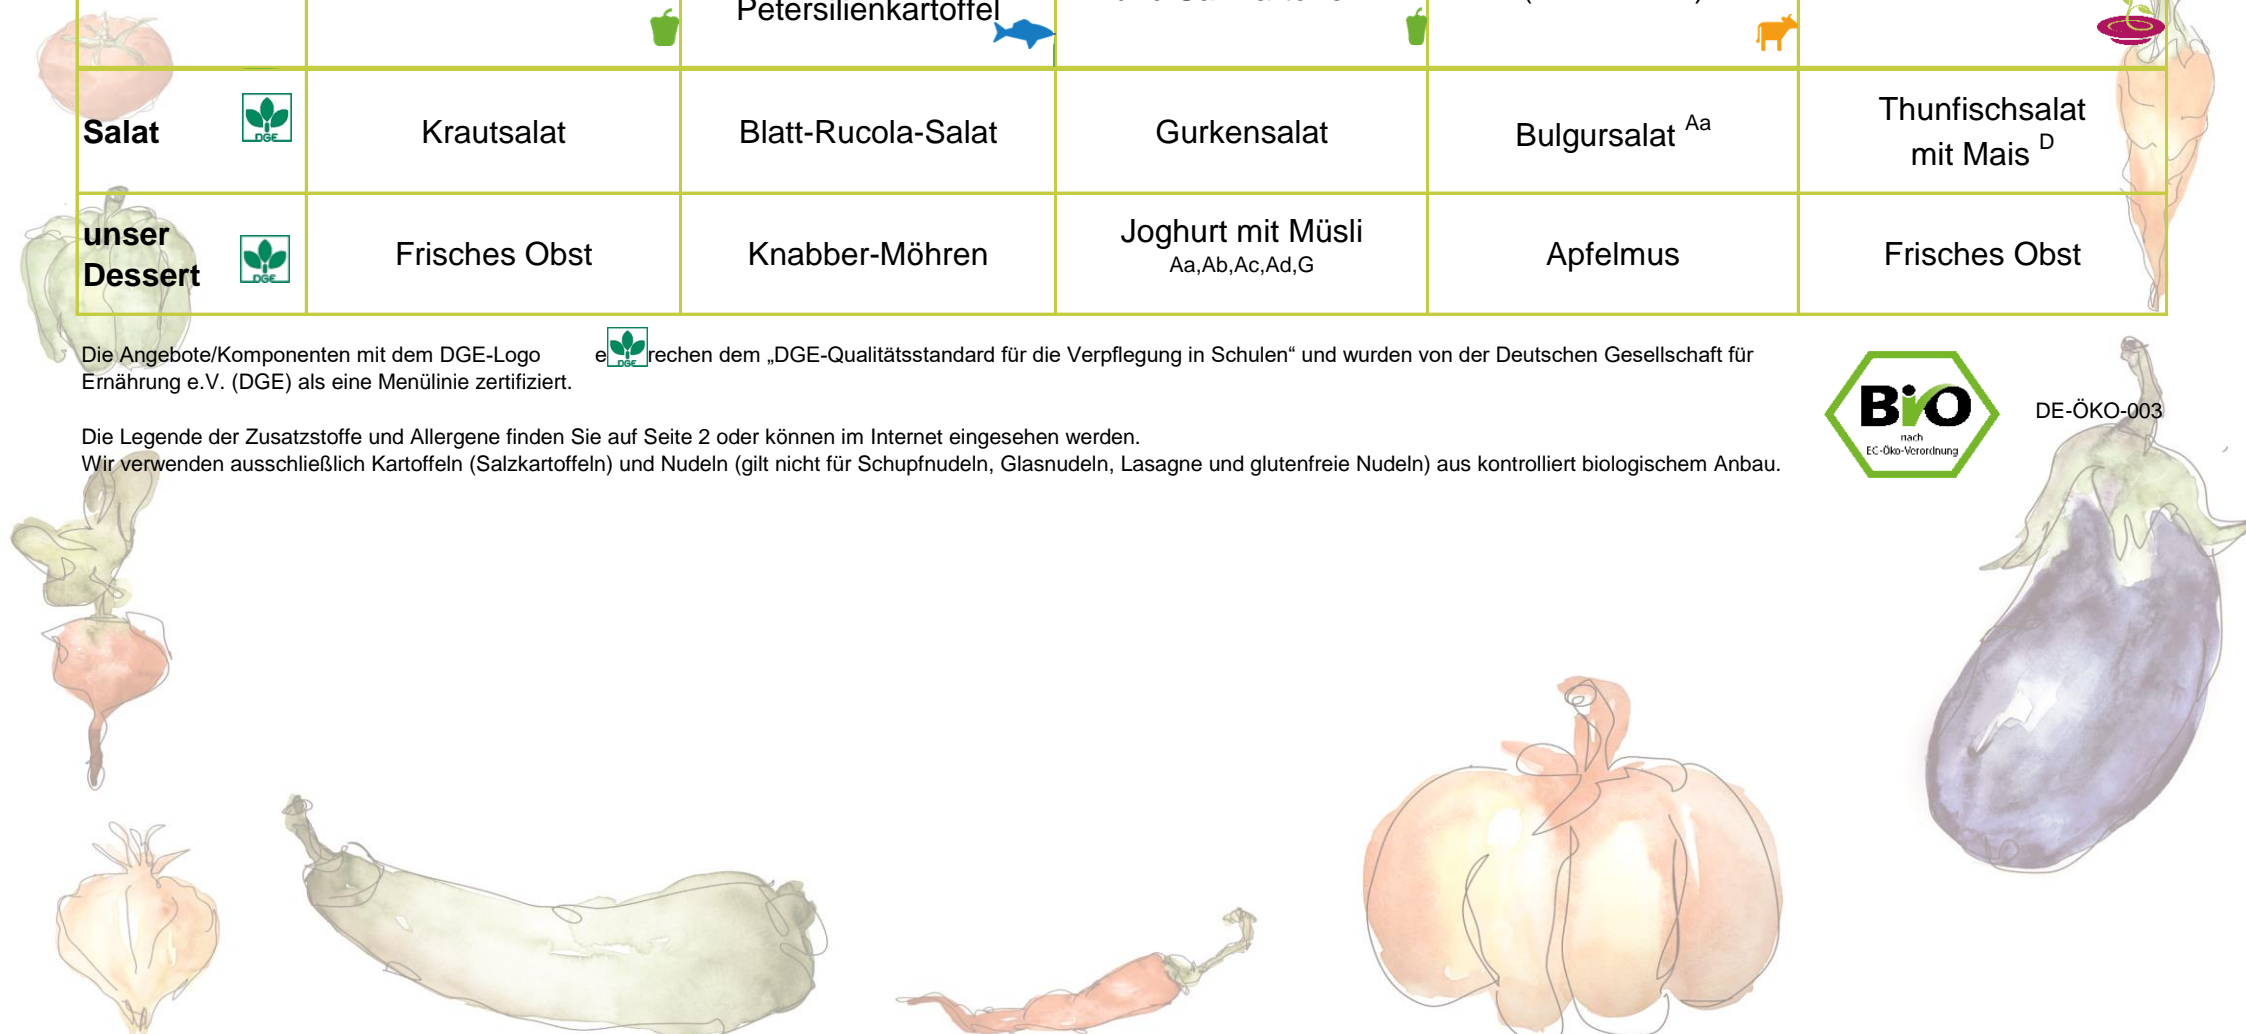 Petersilienkartoffel
Salat
DGE
Krautsalat
Blatt-Rucola-Salat
Gurkensalat
Bulgursalat Aa
Thunfischsalat
mit Mais D
unser
Dessert
DGE
Frisches Obst
Knabber-Möhren
Joghurt mit Müsli
Aa,Ab,Ac,Ad,G
Apfelmus
Frisches Obst
Die Angebote/Komponenten mit dem DGE-Logo e DGE rechen dem „DGE-Qualitätsstandard für die Verpflegung in Schulen“ und wurden von der Deutschen Gesellschaft für
Ernährung e.V. (DGE) als eine Menülinie zertifiziert.
Bio
nach
EC-Öko-Verordnung
DE-ÖKO-003
Die Legende der Zusatzstoffe und Allergene finden Sie auf Seite 2 oder können im Internet eingesehen werden.
Wir verwenden ausschließlich Kartoffeln (Salzkartoffeln) und Nudeln (gilt nicht für Schupfnudeln, Glasnudeln, Lasagne und glutenfreie Nudeln) aus kontrolliert biologischem Anbau.